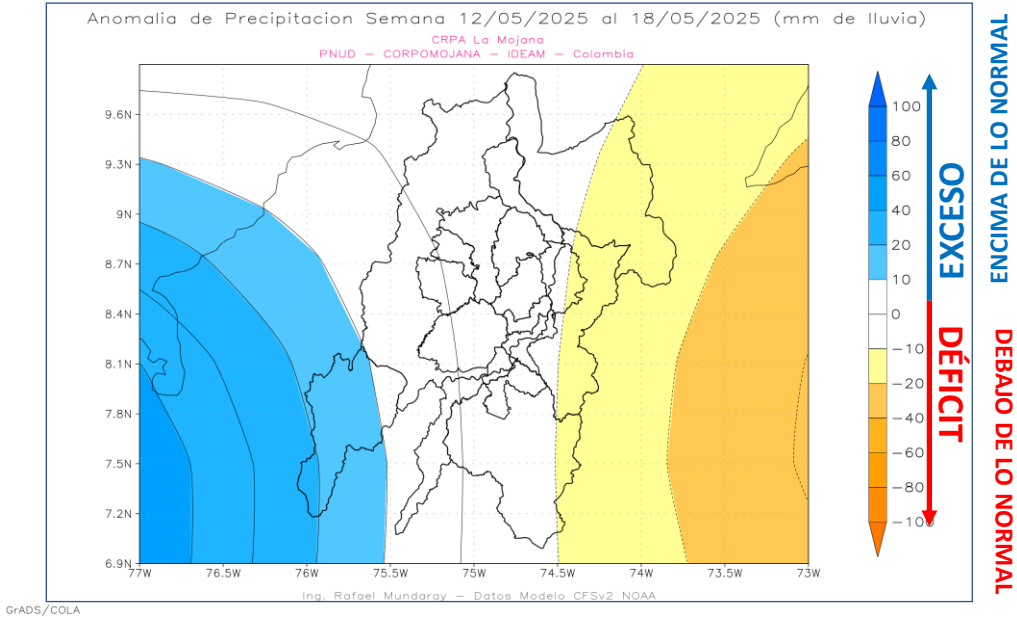 Anomalia de Precipitacion Semana 12/05/2025 al 18/05/2025 (mm de lluvia)
CRPA La Mojana
PNUD – CORPOMOJANA – IDEAM – Colombia
9.6N
9.3N
9N
8.7N
8.4N
8.1N
7.8N
7.5N
7.2N
6.9N
77W 76.5W 76W 75.5W 75W 74.5W 74W 73.5W 73W
Ing. Rafael Mundaray – Datos Modelo CFSv2 NOAA
100
80
60
40
20
10
0
−10
−20
−40
−60
−80
−100
EXCESO
DÉFICIT
ENCIMA DE LO NORMAL
DEBAJO DE LO NORMAL
GrADS/COLA